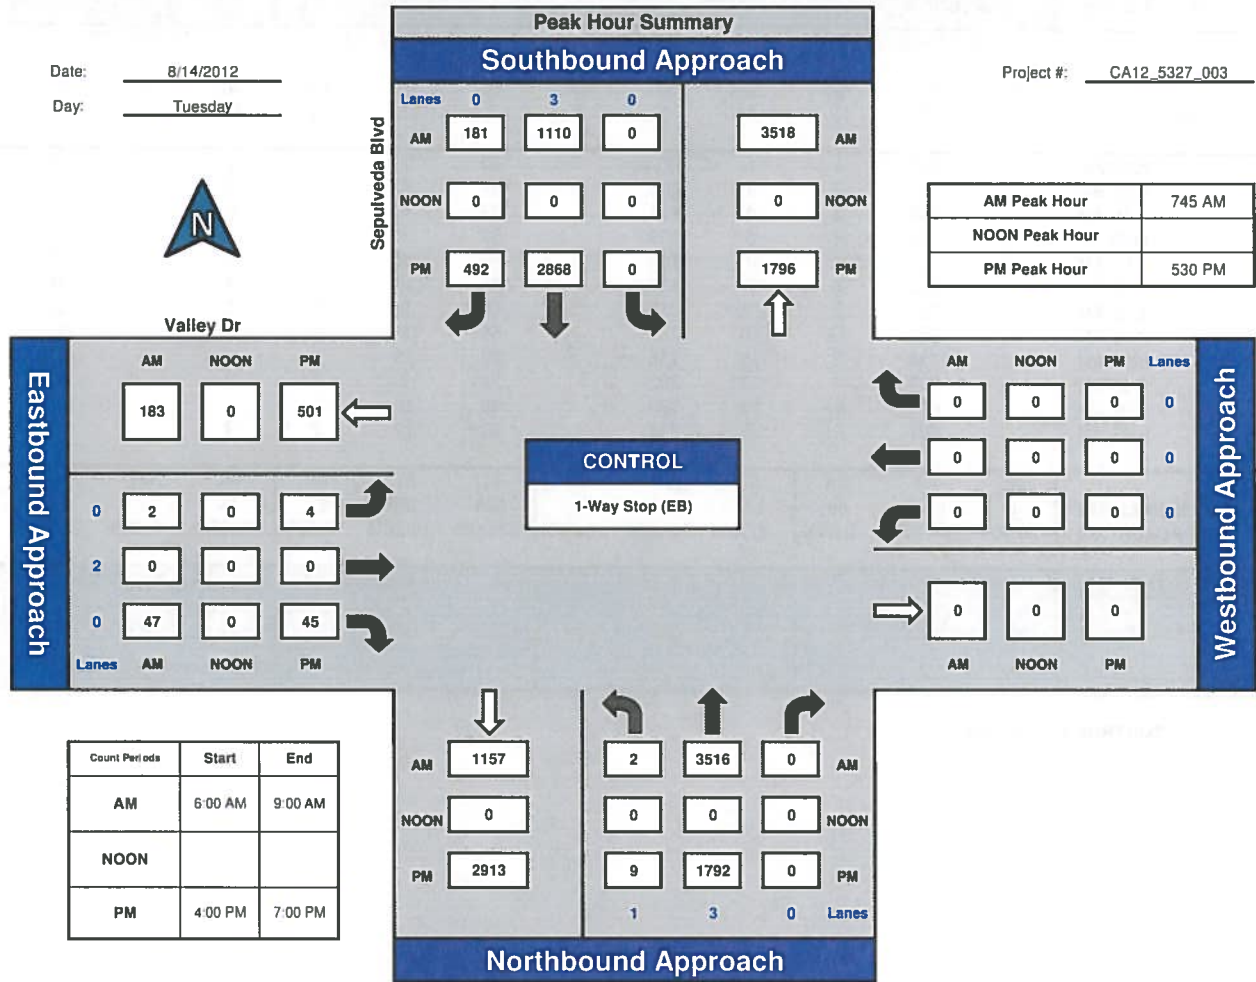 Peak Hour Summary
Southbound Approach
Date: 8/14/2012
Day: Tuesday
Project #: CA12_5327_003
Sepulveda Blvd
Lanes 0 3 0
AM 181 1110 0 3518 AM
NOON 0 0 0 0 NOON
PM 492 2868 0 1796 PM
N
AM Peak Hour 745 AM
NOON Peak Hour
PM Peak Hour 530 PM
Valley Dr
Eastbound Approach
AM NOON PM
183 0 501
0 2 0 4
2 0 0 0
0 47 0 45
Lanes AM NOON PM
CONTROL
1-Way Stop (EB)
AM NOON PM Lanes
0 0 0 0
0 0 0 0
0 0 0 0
0 0 0
AM NOON PM
Westbound Approach
Count Periods Start End
AM 6:00 AM 9:00 AM
NOON
PM 4:00 PM 7:00 PM
AM 1157 2 3516 0 AM
NOON 0 0 0 0 NOON
PM 2913 9 1792 0 PM
1 3 0 Lanes
Northbound Approach